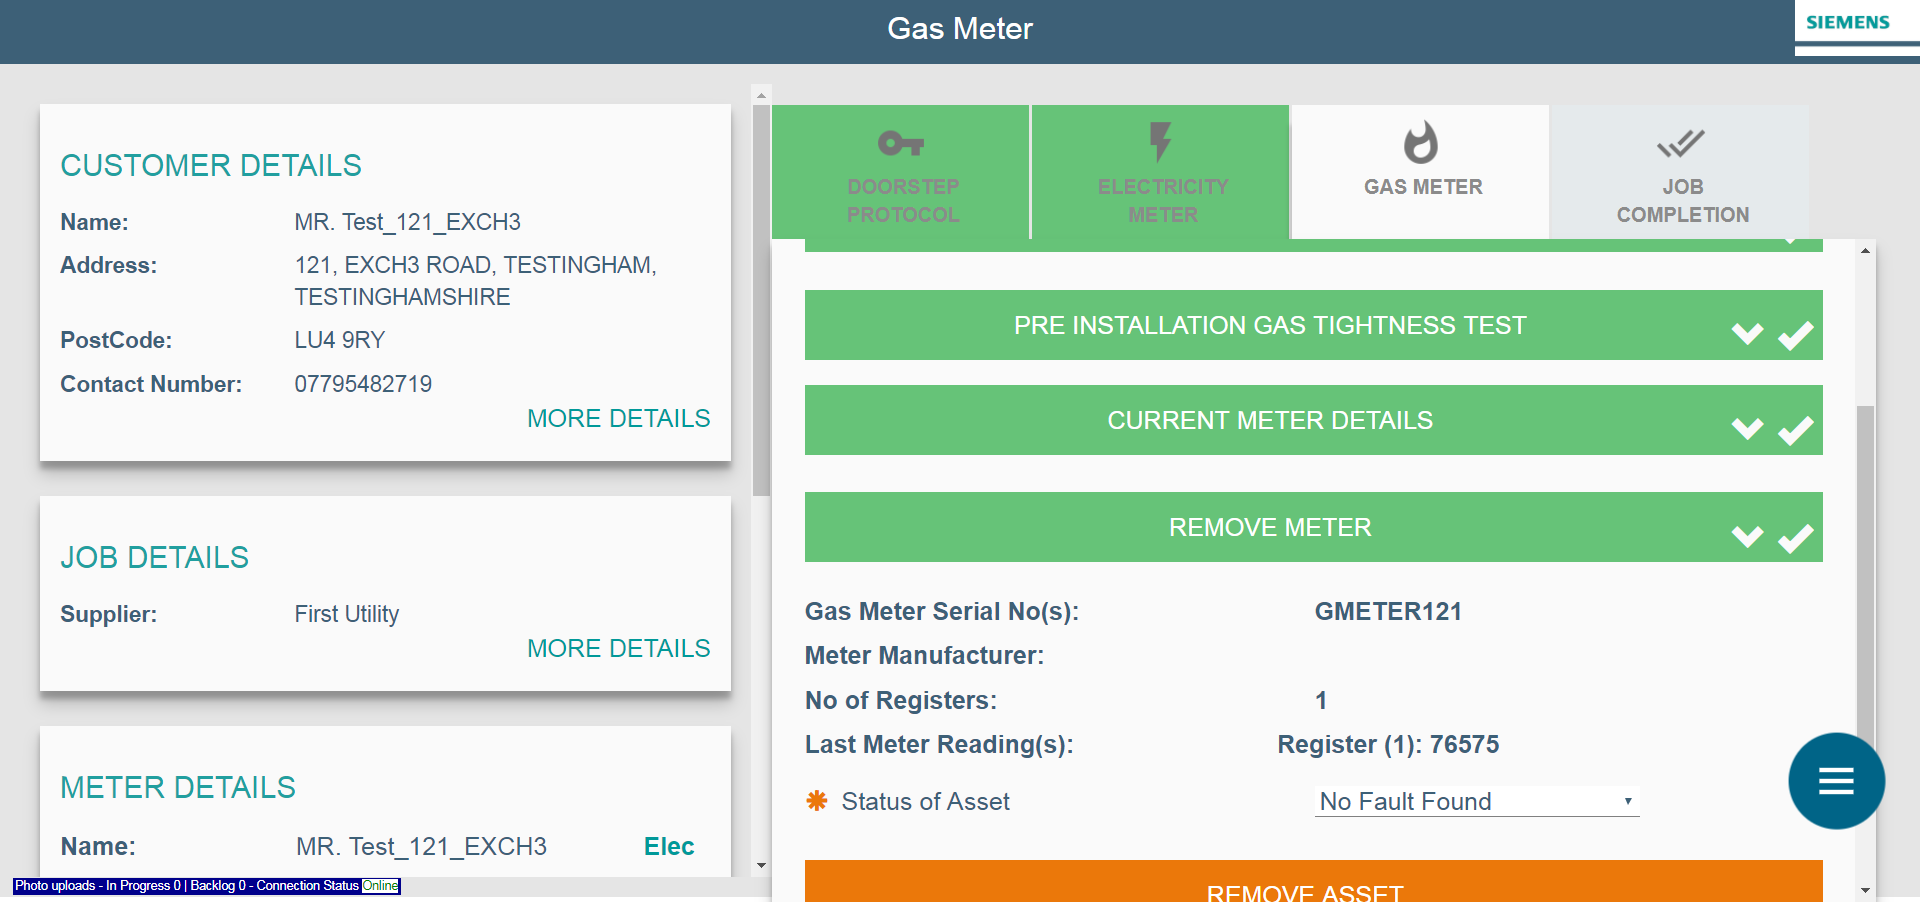 Gas Meter
SIEMENS
CUSTOMER DETAILS
Name: MR. Test_121_EXCH3
Address: 121, EXCH3 ROAD, TESTINGHAM,
TESTINGHAMSHIRE
PostCode: LU4 9RY
Contact Number: 07795482719
MORE DETAILS
JOB DETAILS
Supplier: First Utility
MORE DETAILS
METER DETAILS
Name: MR. Test_121_EXCH3 Elec
Photo uploads - In Progress 0 | Backlog 0 - Connection Status Online
DOORSTEP
PROTOCOL
ELECTRICITY
METER
GAS METER
JOB
COMPLETION
PRE INSTALLATION GAS TIGHTNESS TEST
CURRENT METER DETAILS
REMOVE METER
Gas Meter Serial No(s): GMETER121
Meter Manufacturer:
No of Registers: 1
Last Meter Reading(s): Register (1): 76575
Status of Asset No Fault Found
REMOVE ASSET